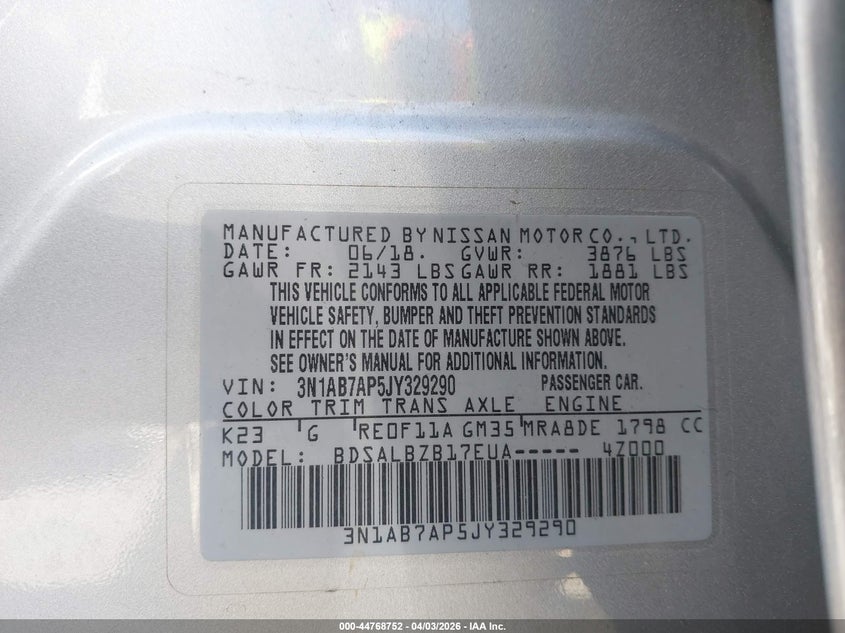 MANUFACTURED BY NISSAN MOTOR CO., LTD.
DATE: 06/18. GVWR: 3876 LBS
GAWR FR: 2143 LBS GAWR RR: 1881 LBS
THIS VEHICLE CONFORMS TO ALL APPLICABLE FEDERAL MOTOR
VEHICLE SAFETY, BUMPER AND THEFT PREVENTION STANDARDS
IN EFFECT ON THE DATE OF MANUFACTURE SHOWN ABOVE.
SEE OWNER'S MANUAL FOR ADDITIONAL INFORMATION.
VIN: 3N1AB7AP5JY329290 PASSENGER CAR.
COLOR TRIM TRANS AXLE ENGINE
K23 G RE0F11A GM35 MRA8DE 1798 CC
MODEL: BDSALBZB17EUA----- 4Z000
3N1AB7AP5JY329290
000-44768752 | 04/03/2026 | IAA Inc.